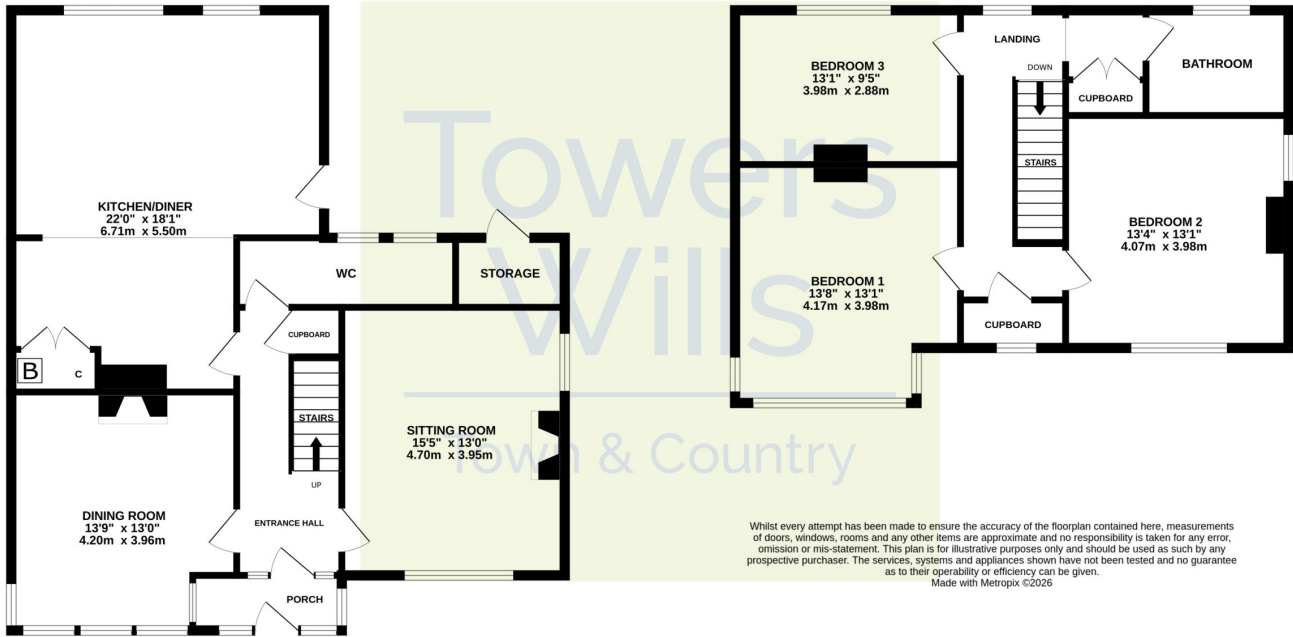 KITCHEN/DINER
22'0" x 18'1"
6.71m x 5.50m
WC
STORAGE
CUPBOARD
B
C
STAIRS
UP
SITTING ROOM
15'5" x 13'0"
4.70m x 3.95m
DINING ROOM
13'9" x 13'0"
4.20m x 3.96m
ENTRANCE HALL
PORCH
BEDROOM 3
13'1" x 9'5"
3.98m x 2.88m
LANDING
DOWN
CUPBOARD
BATHROOM
STAIRS
BEDROOM 2
13'4" x 13'1"
4.07m x 3.98m
BEDROOM 1
13'8" x 13'1"
4.17m x 3.98m
CUPBOARD
Towers
Wills
Town & Country
Whilst every attempt has been made to ensure the accuracy of the floorplan contained here, measurements
of doors, windows, rooms and any other items are approximate and no responsibility is taken for any error,
omission or mis-statement. This plan is for illustrative purposes only and should be used as such by any
prospective purchaser. The services, systems and appliances shown have not been tested and no guarantee
as to their operability or efficiency can be given.
Made with Metropix ©2026